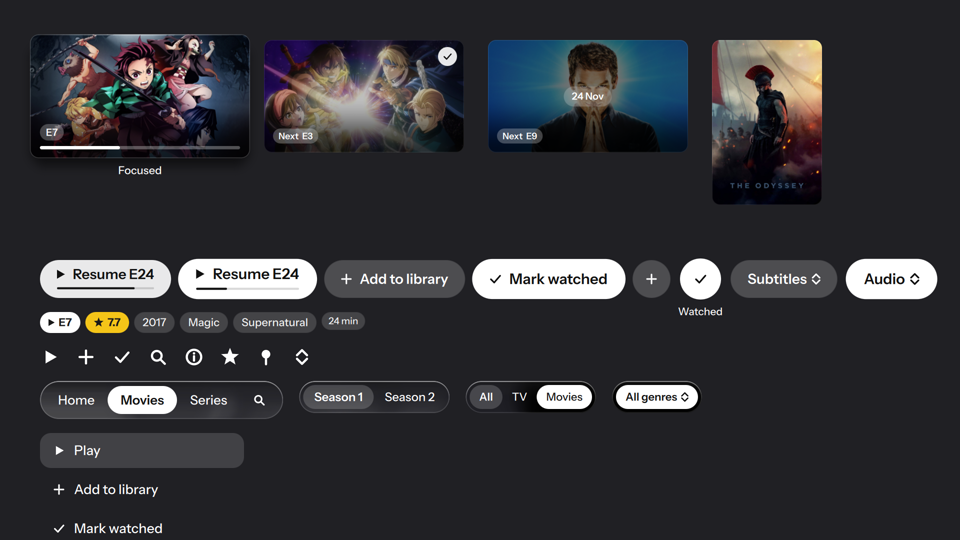 E7
Next E3
24 Nov
Next E9
THE ODYSSEY
Focused
Resume E24
Resume E24
Add to library
Mark watched
Subtitles
Audio
Watched
E7
7.7
2017
Magic
Supernatural
24 min
Home
Movies
Series
Season 1
Season 2
All
TV
Movies
All genres
Play
Add to library
Mark watched